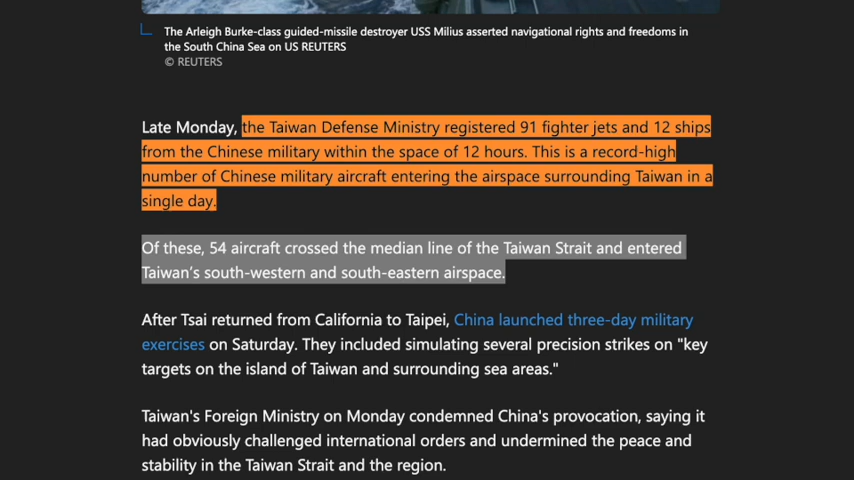 The Arleigh Burke-class guided-missile destroyer USS Milius asserted navigational rights and freedoms in
the South China Sea on US REUTERS
© REUTERS
Late Monday, the Taiwan Defense Ministry registered 91 fighter jets and 12 ships
from the Chinese military within the space of 12 hours. This is a record-high
number of Chinese military aircraft entering the airspace surrounding Taiwan in a
single day.
Of these, 54 aircraft crossed the median line of the Taiwan Strait and entered
Taiwan’s south-western and south-eastern airspace.
After Tsai returned from California to Taipei, China launched three-day military
exercises on Saturday. They included simulating several precision strikes on "key
targets on the island of Taiwan and surrounding sea areas."
Taiwan's Foreign Ministry on Monday condemned China's provocation, saying it
had obviously challenged international orders and undermined the peace and
stability in the Taiwan Strait and the region.